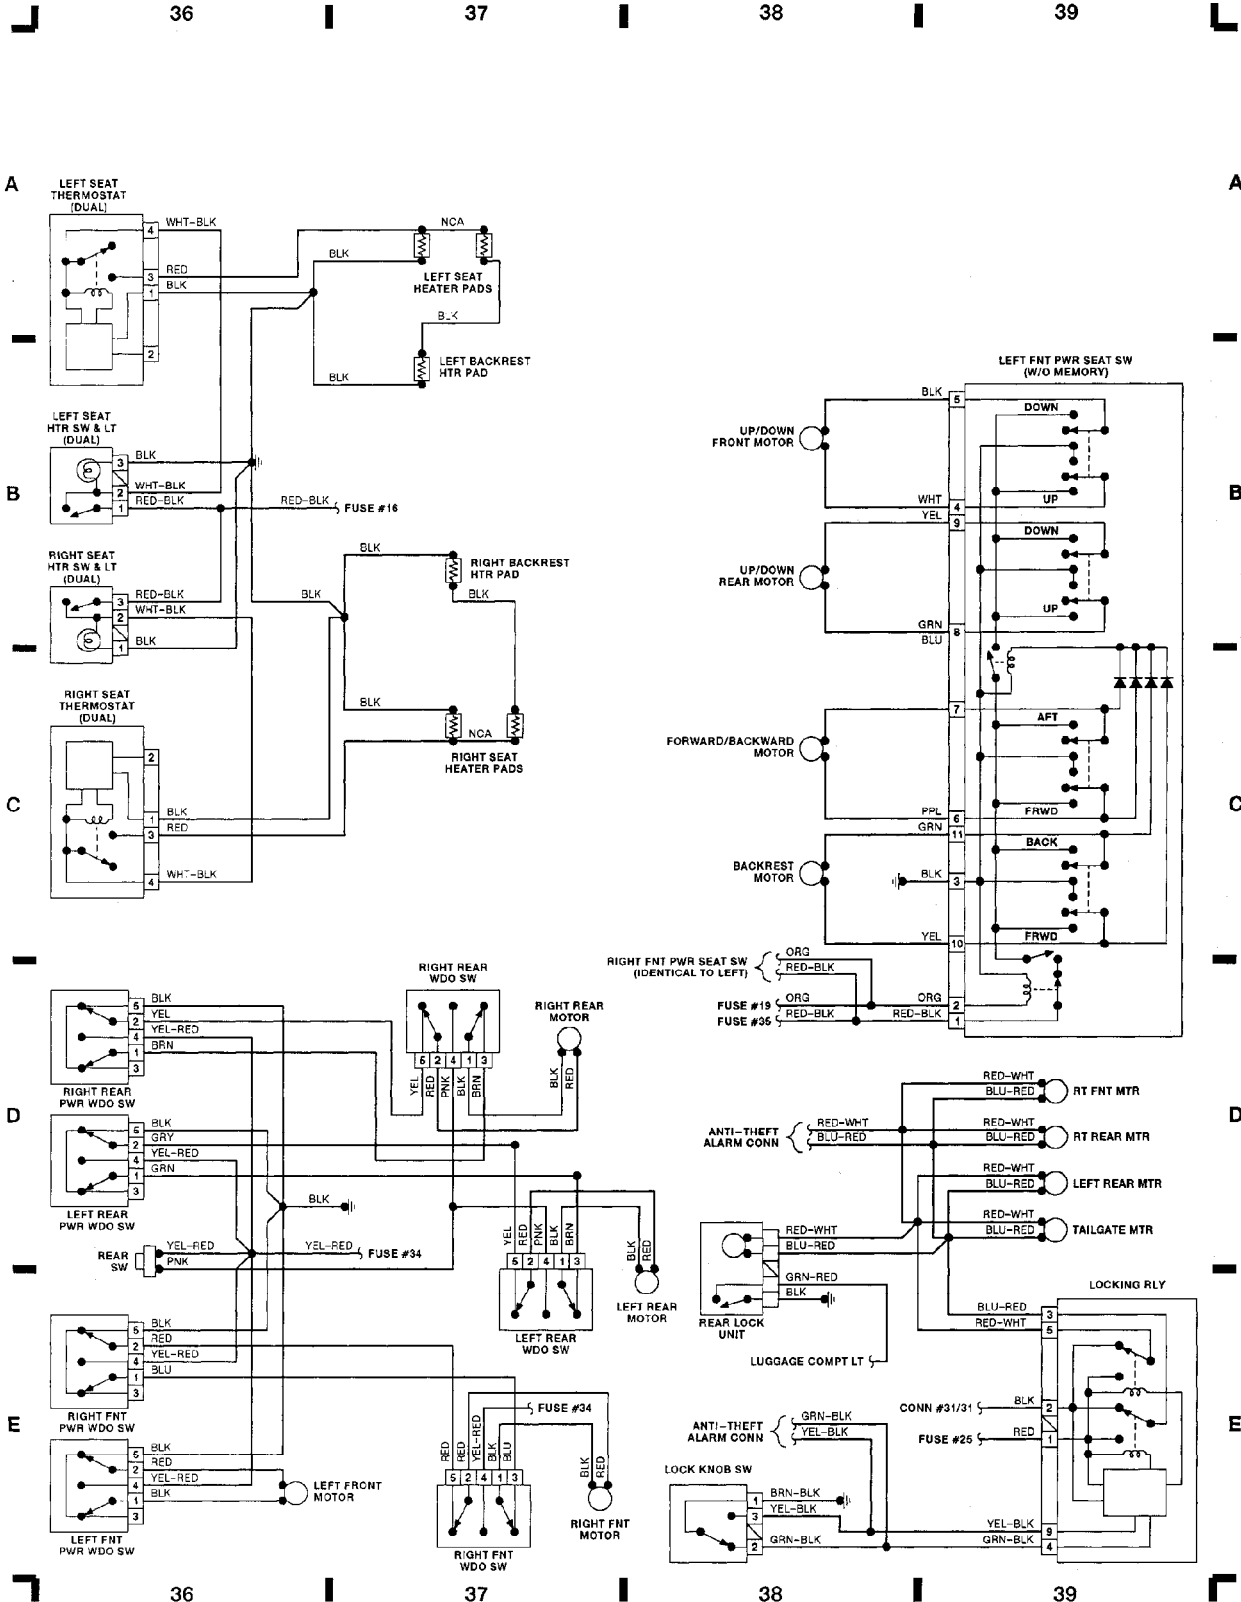 36 37 38 39
A A
LEFT SEAT
THERMOSTAT
(DUAL)
4 WHT-BLK
3 RED
1 BLK
2
NCA
BLK
LEFT SEAT
HEATER PADS
BLK
LEFT BACKREST
HTR PAD
BLK
LEFT SEAT
HTR SW & LT
(DUAL)
3 BLK
2 WHT-BLK
1 RED-BLK
RED-BLK FUSE #16
B B
RIGHT SEAT
HTR SW & LT
(DUAL)
3 RED-BLK
2 WHT-BLK
1 BLK
BLK
BLK
RIGHT BACKREST
HTR PAD
BLK
BLK
NCA
RIGHT SEAT
HEATER PADS
RIGHT SEAT
THERMOSTAT
(DUAL)
2
1 BLK
3 RED
4 WHT-BLK
C C
LEFT FNT PWR SEAT SW
(W/O MEMORY)
BLK 5
DOWN
UP/DOWN
FRONT MOTOR
UP
WHT 4
YEL 9
DOWN
UP/DOWN
REAR MOTOR
UP
GRN 8
BLU
7
AFT
FORWARD/BACKWARD
MOTOR
FRWD
PPL 6
GRN 11
BACK
BACKREST
MOTOR
BLK 3
FRWD
YEL 10
RIGHT FNT PWR SEAT SW
(IDENTICAL TO LEFT)
ORG
RED-BLK
FUSE #19 ORG ORG 2
FUSE #35 RED-BLK RED-BLK 1
5 BLK
2 YEL
4 YEL-RED
1 BRN
3
RIGHT REAR
PWR WDO SW
RIGHT REAR
WDO SW
5 2 4 1 3
YEL RED PNK BLK BRN
RIGHT REAR
MOTOR
BLK RED
D D
5 BLK
2 GRY
4 YEL-RED
1 GRN
3
LEFT REAR
PWR WDO SW
BLK
REAR
SW
YEL-RED
PNK
YEL-RED FUSE #34
YEL RED PNK BLK BRN
5 2 4 1 3
LEFT REAR
WDO SW
BLK RED
LEFT REAR
MOTOR
5 BLK
2 RED
4 YEL-RED
1 BLU
3
RIGHT FNT
PWR WDO SW
E E
5 BLK
2 RED
4 YEL-RED
1 BLK
3
LEFT FNT
PWR WDO SW
LEFT FRONT
MOTOR
FUSE #34
RED RED YEL-RED BLK BLU
5 2 4 1 3
RIGHT FNT
WDO SW
BLK RED
RIGHT FNT
MOTOR
RED-WHT
BLU-RED
RT FNT MTR
ANTI-THEFT
ALARM CONN
RED-WHT
BLU-RED
RED-WHT
BLU-RED
RT REAR MTR
RED-WHT
BLU-RED
LEFT REAR MTR
RED-WHT
BLU-RED
TAILGATE MTR
RED-WHT
BLU-RED
GRN-RED
BLK
REAR LOCK
UNIT
LUGGAGE COMPT LT
LOCKING RLY
BLU-RED 3
RED-WHT 5
CONN #31/31 BLK 2
FUSE #25 RED 1
ANTI-THEFT
ALARM CONN
GRN-BLK
YEL-BLK
LOCK KNOB SW
1 BRN-BLK
3 YEL-BLK
2 GRN-BLK
YEL-BLK 9
GRN-BLK 4
36 37 38 39